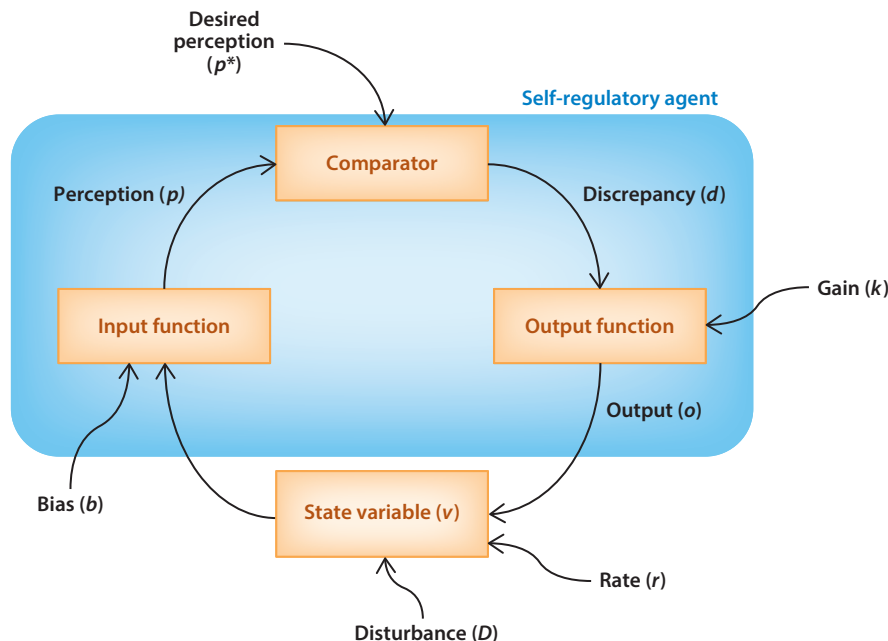 Desired
perception
(p*)
Self-regulatory agent
Comparator
Perception (p)
Discrepancy (d)
Gain (k)
Input function
Output function
Output (o)
Bias (b)
State variable (v)
Rate (r)
Disturbance (D)